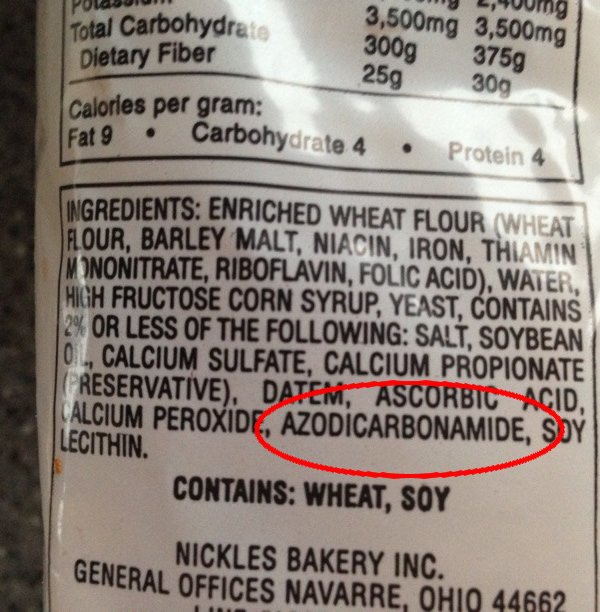 Potassium 3,500mg 3,500mg
Total Carbohydrate 300g 375g
Dietary Fiber 25g 30g
Calories per gram:
Fat 9 • Carbohydrate 4 • Protein 4
INGREDIENTS: ENRICHED WHEAT FLOUR (WHEAT
FLOUR, BARLEY MALT, NIACIN, IRON, THIAMIN
MONONITRATE, RIBOFLAVIN, FOLIC ACID), WATER,
HIGH FRUCTOSE CORN SYRUP, YEAST, CONTAINS
2% OR LESS OF THE FOLLOWING: SALT, SOYBEAN
OIL, CALCIUM SULFATE, CALCIUM PROPIONATE
(PRESERVATIVE), DATEM, ASCORBIC ACID,
CALCIUM PEROXIDE, AZODICARBONAMIDE, SOY
LECITHIN.
CONTAINS: WHEAT, SOY
NICKLES BAKERY INC.
GENERAL OFFICES NAVARRE, OHIO 44662